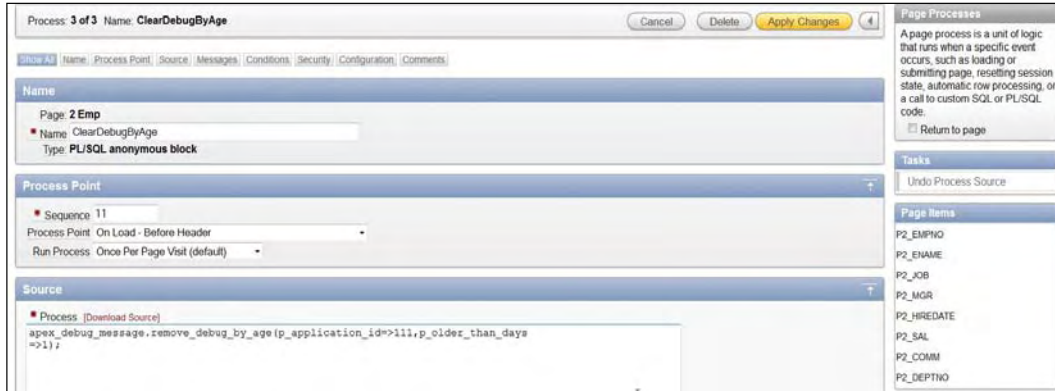 Process: 3 of 3 Name: ClearDebugByAge
Cancel
Delete
Apply Changes
Show All Name Process Point Source Messages Conditions Security Configuration Comments
Name
Page: 2 Emp
Name ClearDebugByAge
Type: PL/SQL anonymous block
Process Point
Sequence 11
Process Point On Load - Before Header
Run Process Once Per Page Visit (default)
Source
Process [Download Source]
apex_debug_message.remove_debug_by_age(p_application_id=>111,p_older_than_days
=>1);
Page Processes
A page process is a unit of logic
that runs when a specific event
occurs, such as loading or
submitting page, resetting session
state, automatic row processing, or
a call to custom SQL or PL/SQL
code.
Return to page
Tasks
Undo Process Source
Page Items
P2_EMPNO
P2_ENAME
P2_JOB
P2_MGR
P2_HIREDATE
P2_SAL
P2_COMM
P2_DEPTNO